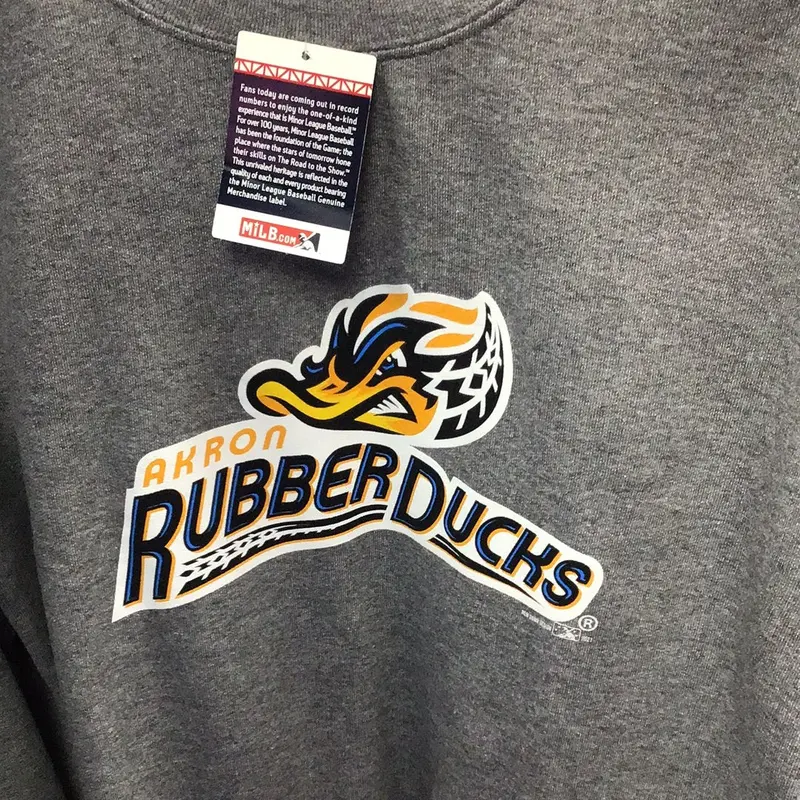 Fans today are coming out in record
numbers to enjoy the one-of-a-kind
experience that is Minor League Baseball.™
For over 100 years, Minor League Baseball
has been the foundation of the Game; the
place where the stars of tomorrow hone
their skills on The Road to the Show.™
This unrivaled heritage is reflected in the
quality of each and every product bearing
the Minor League Baseball Genuine
Merchandise label.
MiLB.COM
AKRON
RUBBERDUCKS
®